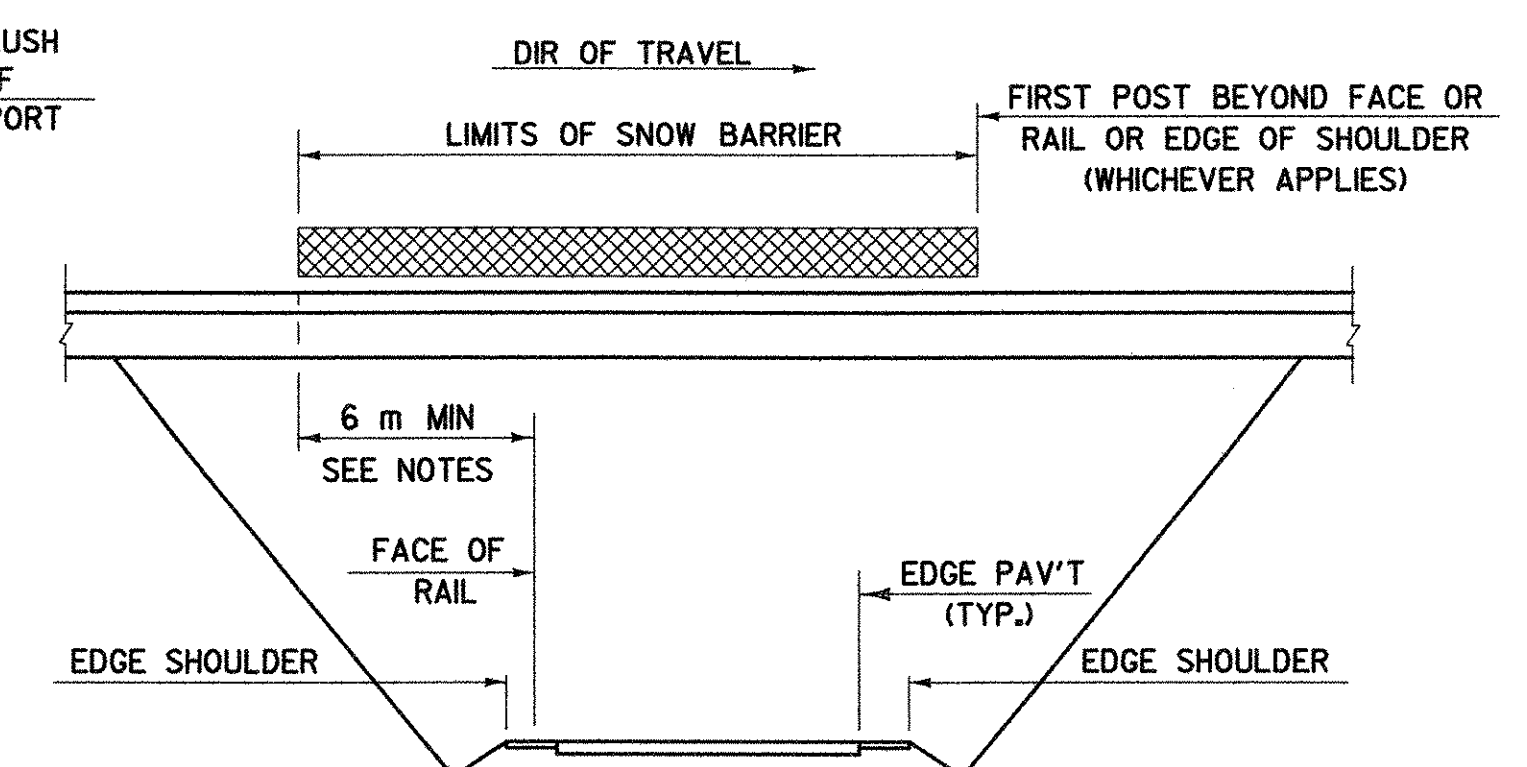 DIR OF TRAVEL
LIMITS OF SNOW BARRIER
FIRST POST BEYOND FACE OR
RAIL OR EDGE OF SHOULDER
(WHICHEVER APPLIES)
6 m MIN
SEE NOTES
FACE OF
RAIL
EDGE PAV'T
(TYP.)
EDGE SHOULDER
EDGE SHOULDER